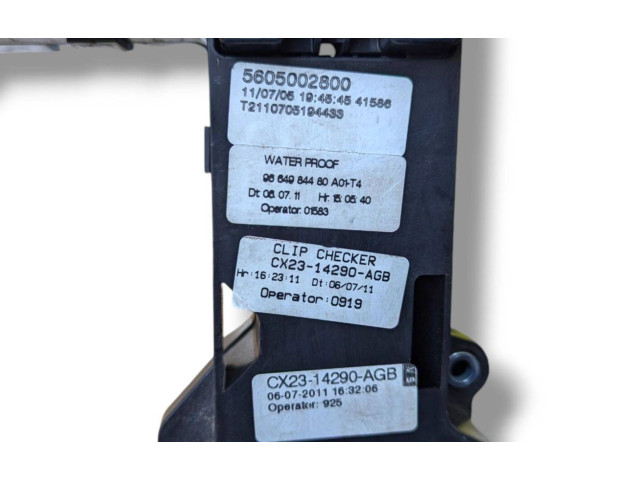 5605002800
11/07/05 19:45:45 41586
T2110705194433
WATER PROOF
96 649 844 80 A01-T4
Dt: 06. 07. 11 Hr: 15: 05: 40
Operator: 01583
CLIP CHECKER
CX23-14290-AGB
Hr:16:23:11 Dt:06/07/11
Operator:0919
CX23-14290-AGB
06-07-2011 16:32:06
Operator: 925